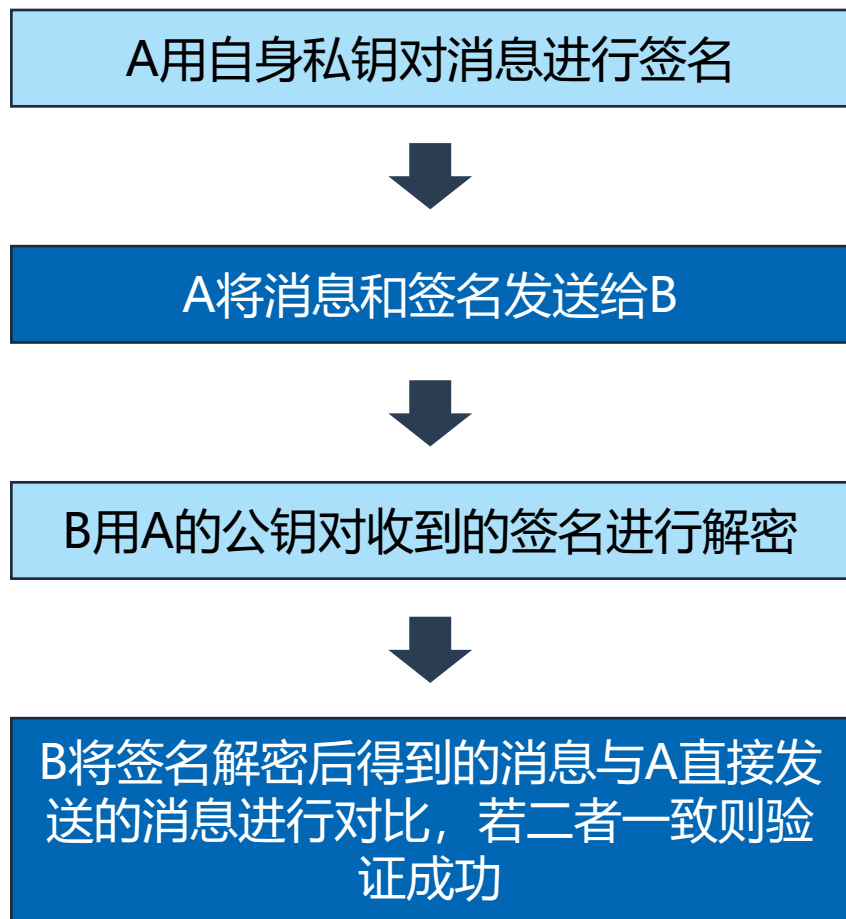 A用自身私钥对消息进行签名
A将消息和签名发送给B
B用A的公钥对收到的签名进行解密
B将签名解密后得到的消息与A直接发
送的消息进行对比，若二者一致则验
证成功